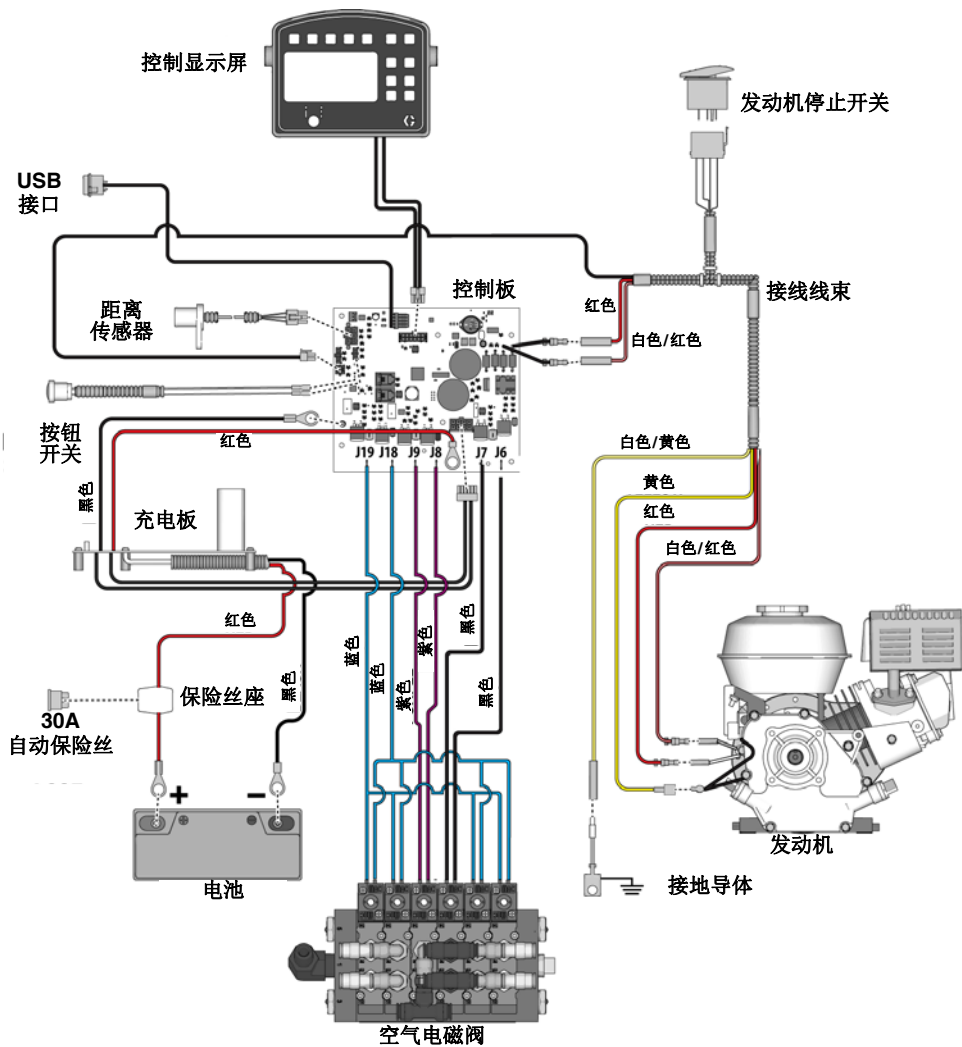 控制显示屏
发动机停止开关
USB
接口
控制板
接线线束
距离
传感器
红色
白色/红色
按钮
开关
红色
J19 J18 J9 J8 J7 J6
白色/黄色
黑色
黄色
充电板
红色
白色/红色
红色
黑色
蓝色
蓝色
紫色
紫色
黑色
黑色
保险丝座
30A
自动保险丝
+ −
电池
发动机
接地导体
空气电磁阀